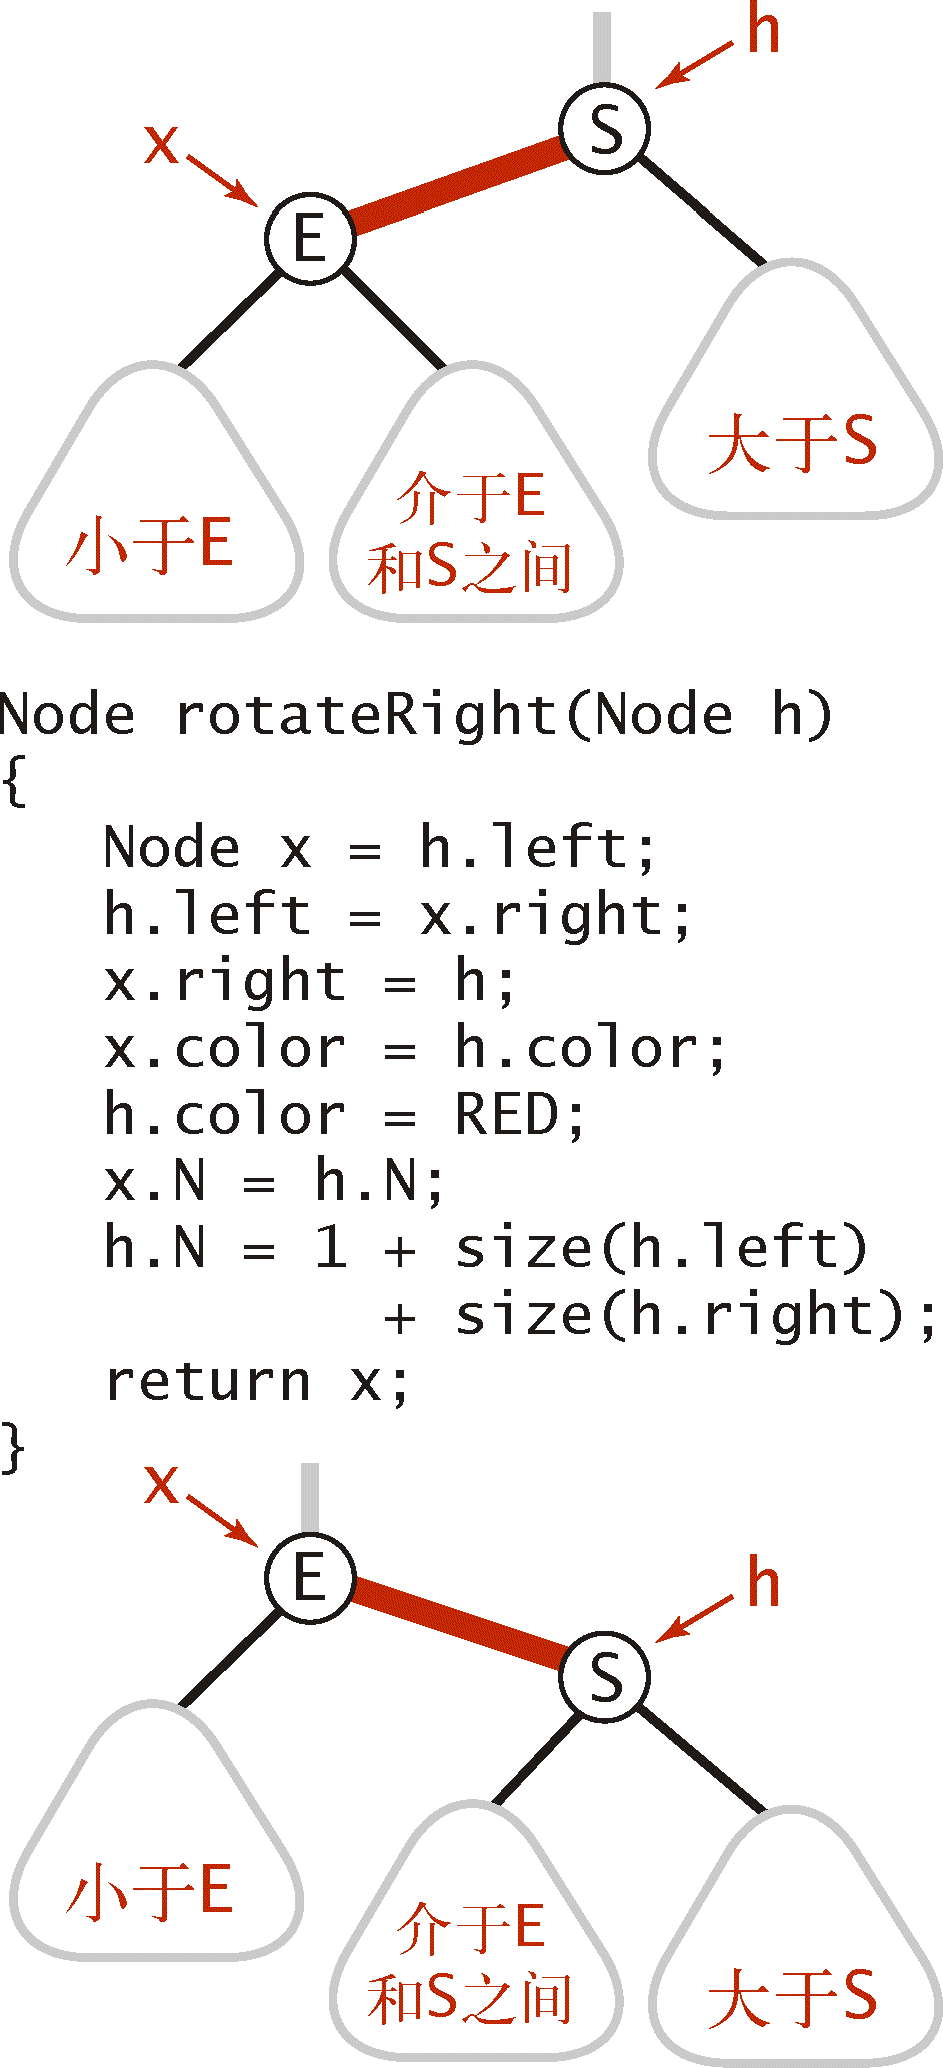 h
S
x
E
大于S
介于E
和S之间
小于E
Node rotateRight(Node h)
{
   Node x = h.left;
   h.left = x.right;
   x.right = h;
   x.color = h.color;
   h.color = RED;
   x.N = h.N;
   h.N = 1 + size(h.left)
           + size(h.right);
   return x;
}
x
E
h
S
小于E
介于E
和S之间
大于S